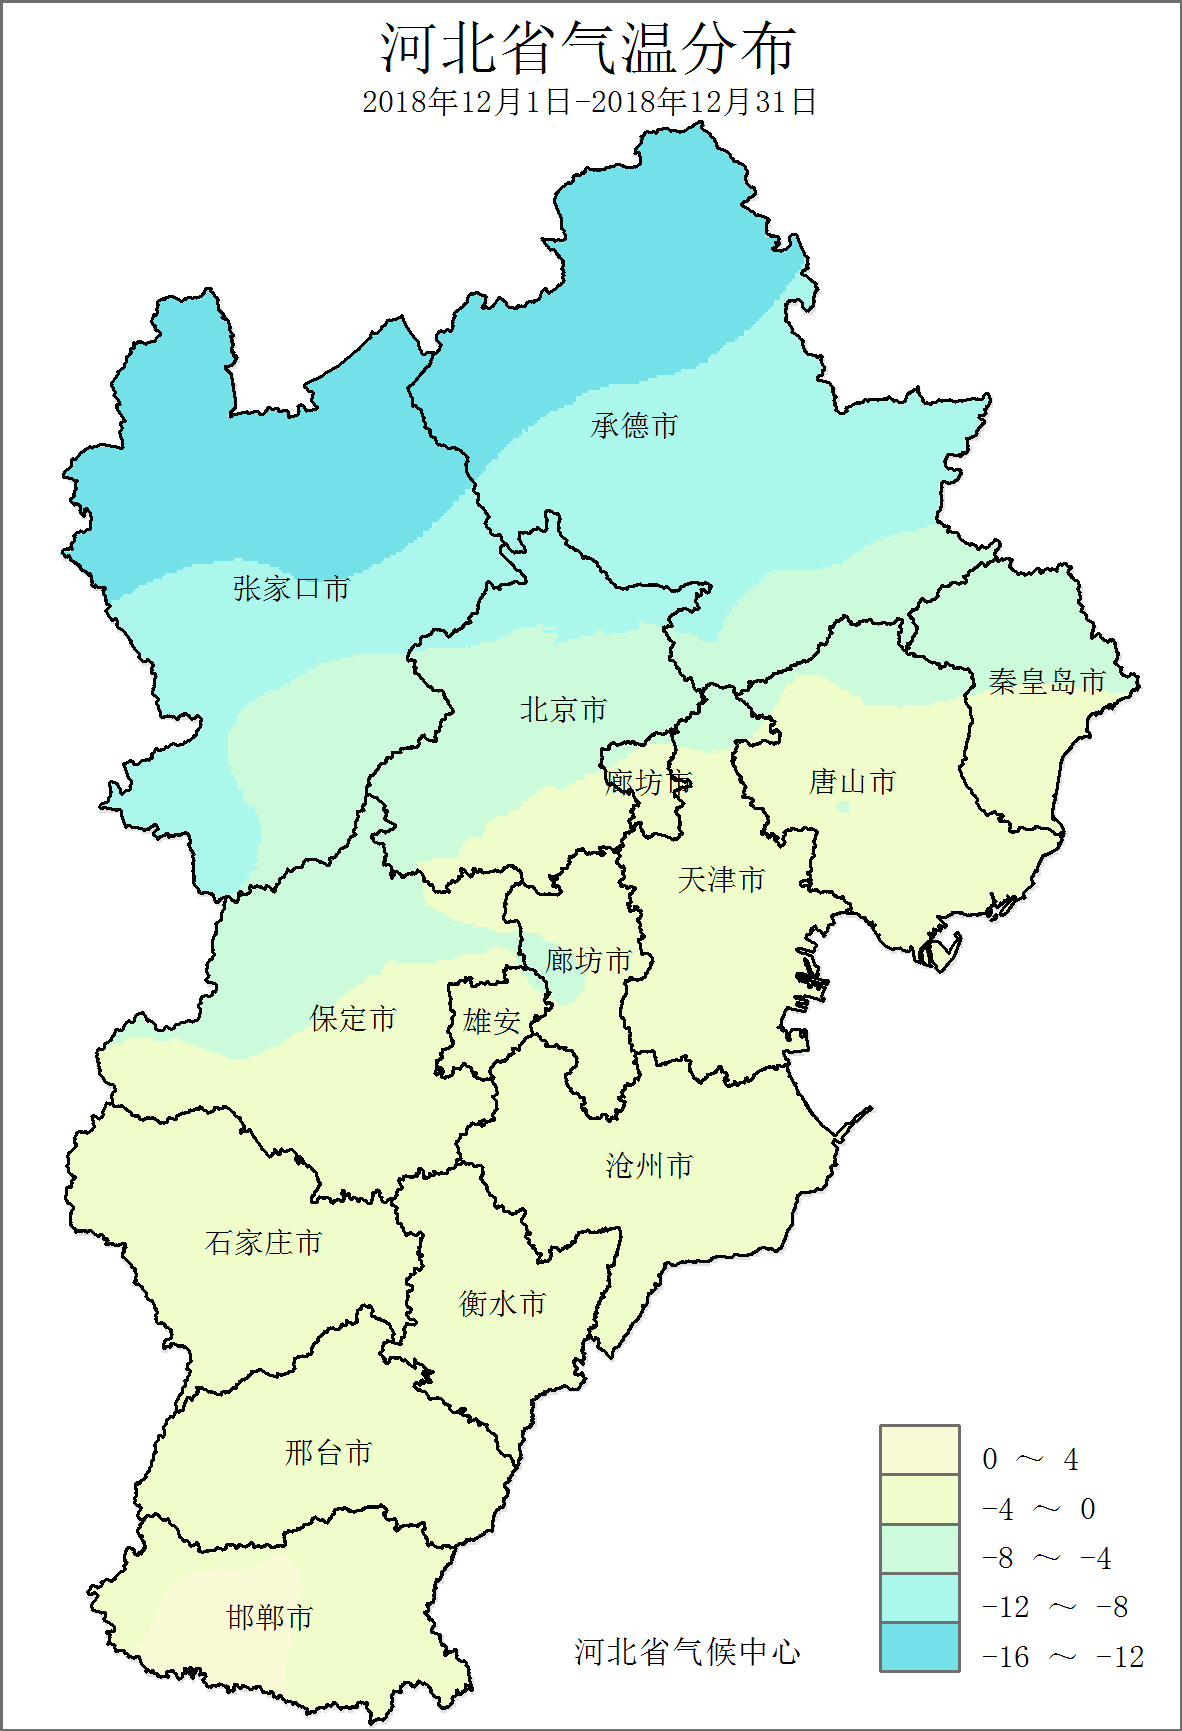 河北省气温分布
2018年12月1日-2018年12月31日
承德市
张家口市
秦皇岛市
北京市
廊坊市
唐山市
天津市
廊坊市
保定市
雄安
沧州市
石家庄市
衡水市
邢台市
邯郸市
0 ～ 4
-4 ～ 0
-8 ～ -4
-12 ～ -8
-16 ～ -12
河北省气候中心